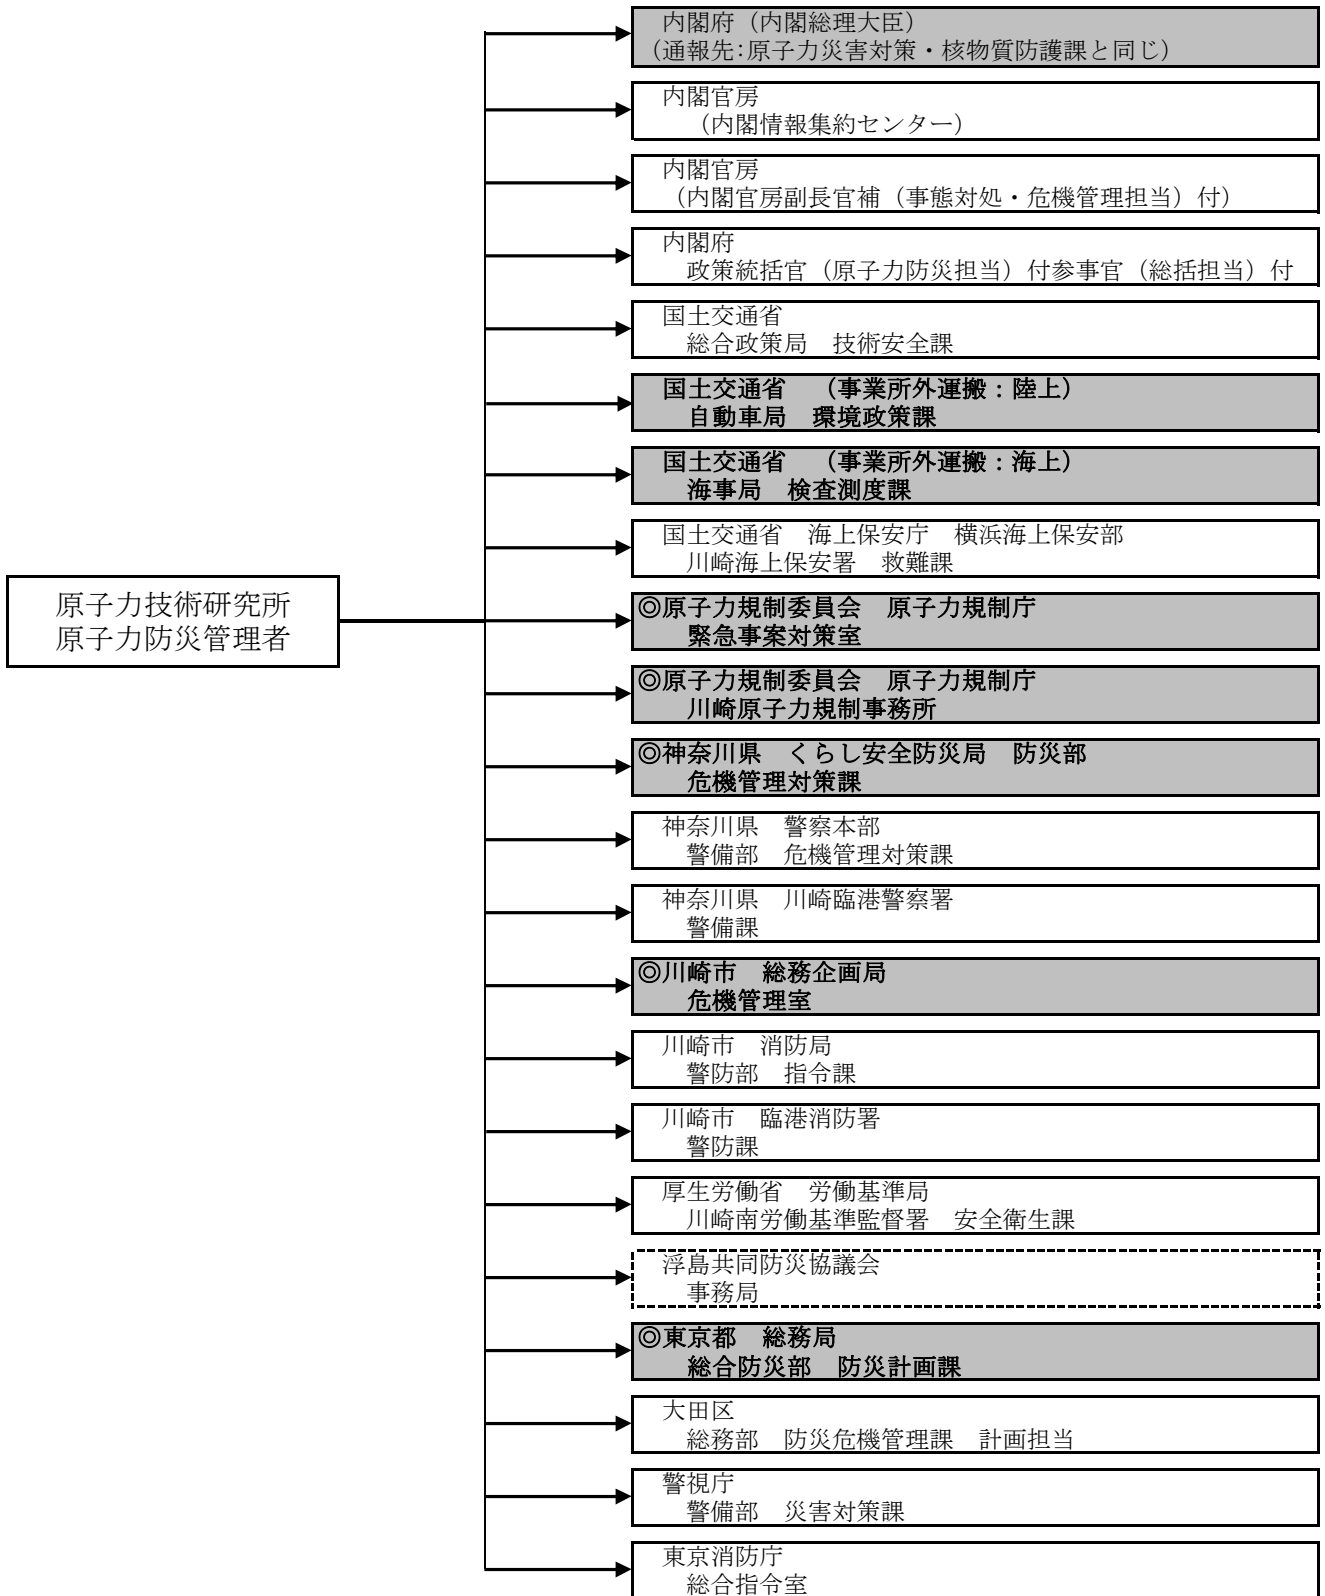 内閣府（内閣総理大臣）
（通報先:原子力災害対策・核物質防護課と同じ）
内閣官房
（内閣情報集約センター）
内閣官房
（内閣官房副長官補（事態対処・危機管理担当）付）
内閣府
政策統括官（原子力防災担当）付参事官（総括担当）付
国土交通省
総合政策局　技術安全課
国土交通省　（事業所外運搬：陸上）
自動車局　環境政策課
国土交通省　（事業所外運搬：海上）
海事局　検査測度課
国土交通省　海上保安庁　横浜海上保安部
川崎海上保安署　救難課
原子力技術研究所
原子力防災管理者
◎原子力規制委員会　原子力規制庁
緊急事案対策室
◎原子力規制委員会　原子力規制庁
川崎原子力規制事務所
◎神奈川県　くらし安全防災局　防災部
危機管理対策課
神奈川県　警察本部
警備部　危機管理対策課
神奈川県　川崎臨港警察署
警備課
◎川崎市　総務企画局
危機管理室
川崎市　消防局
警防部　指令課
川崎市　臨港消防署
警防課
厚生労働省　労働基準局
川崎南労働基準監督署　安全衛生課
浮島共同防災協議会
事務局
◎東京都　総務局
総合防災部　防災計画課
大田区
総務部　防災危機管理課　計画担当
警視庁
警備部　災害対策課
東京消防庁
総合指令室